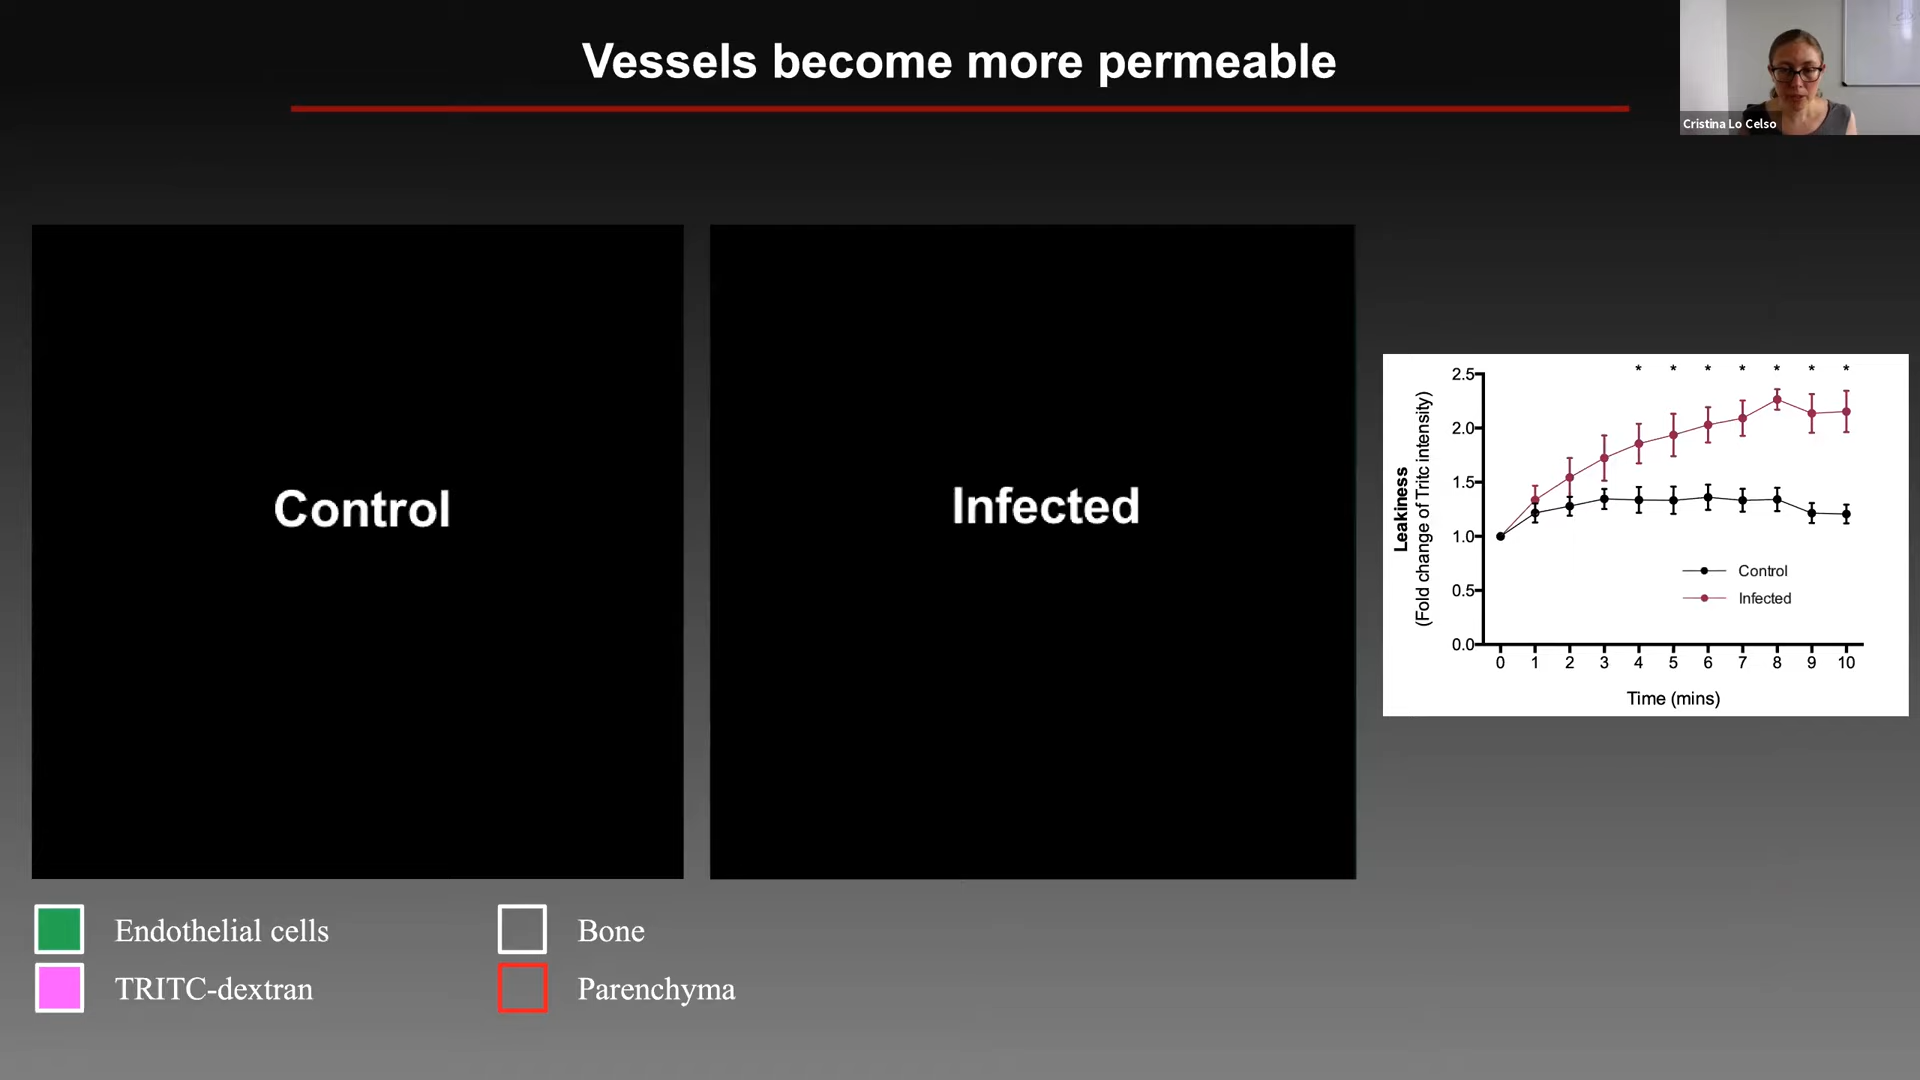 Vessels become more permeable
Cristina Lo Celso
Control
Infected
Leakiness
(Fold change of Tritc intensity)
* * * * * * *
2.5
2.0
1.5
1.0
0.5
0.0
Control
Infected
0 1 2 3 4 5 6 7 8 9 10
Time (mins)
Endothelial cells
Bone
TRITC-dextran
Parenchyma